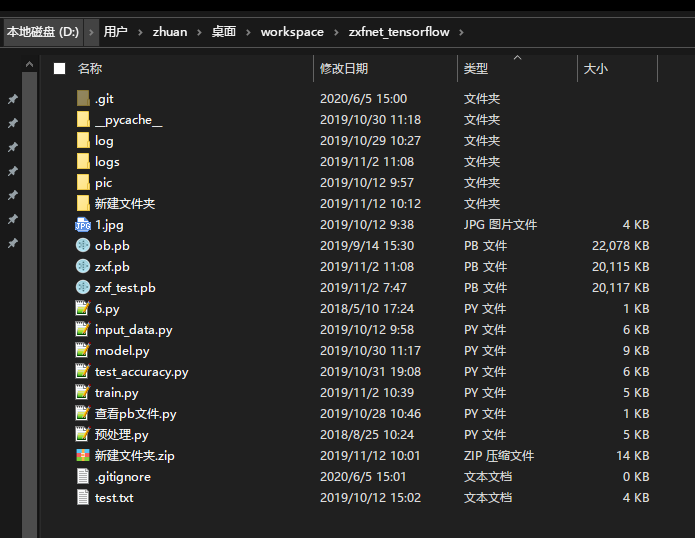 本地磁盘 (D:) › 用户 › zhuan › 桌面 › workspace › zxfnet_tensorflow ›
名称 修改日期 类型 大小
.git 2020/6/5 15:00 文件夹
__pycache__ 2019/10/30 11:18 文件夹
log 2019/10/29 10:27 文件夹
logs 2019/11/2 11:08 文件夹
pic 2019/10/12 9:57 文件夹
新建文件夹 2019/11/12 10:12 文件夹
1.jpg 2019/10/12 9:38 JPG 图片文件 4 KB
ob.pb 2019/9/14 15:30 PB 文件 22,078 KB
zxf.pb 2019/11/2 11:08 PB 文件 20,115 KB
zxf_test.pb 2019/11/2 7:47 PB 文件 20,117 KB
6.py 2018/5/10 17:24 PY 文件 1 KB
input_data.py 2019/10/12 9:58 PY 文件 6 KB
model.py 2019/10/30 11:17 PY 文件 9 KB
test_accuracy.py 2019/10/31 19:08 PY 文件 6 KB
train.py 2019/11/2 10:39 PY 文件 5 KB
查看pb文件.py 2019/10/28 10:46 PY 文件 1 KB
预处理.py 2018/8/25 10:24 PY 文件 5 KB
新建文件夹.zip 2019/11/12 10:01 ZIP 压缩文件 14 KB
.gitignore 2020/6/5 15:01 文本文档 0 KB
test.txt 2019/10/12 15:02 文本文档 4 KB